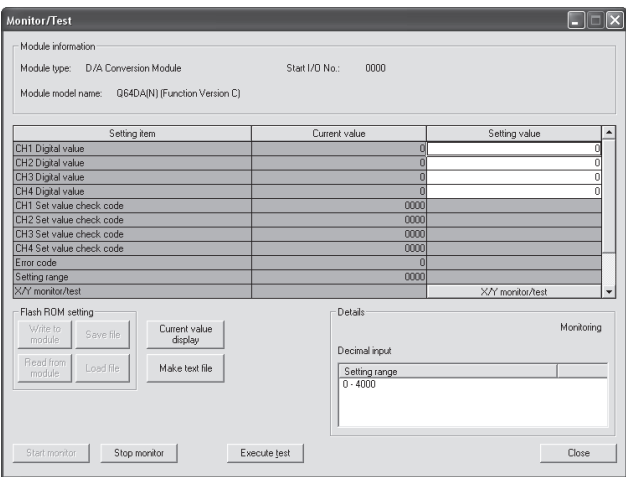 Monitor/Test
Module information
Module type: D/A Conversion Module Start I/O No.: 0000
Module model name: Q64DA(N) (Function Version C)
Setting item Current value Setting value
CH1 Digital value 0 0
CH2 Digital value 0 0
CH3 Digital value 0 0
CH4 Digital value 0 0
CH1 Set value check code 0000
CH2 Set value check code 0000
CH3 Set value check code 0000
CH4 Set value check code 0000
Error code 0
Setting range 0000
X/Y monitor/test X/Y monitor/test
Flash ROM setting
Write to
module
Save file
Current value
display
Read from
module
Load file
Make text file
Details
Monitoring
Decimal input
Setting range
0 - 4000
Start monitor Stop monitor Execute test Close